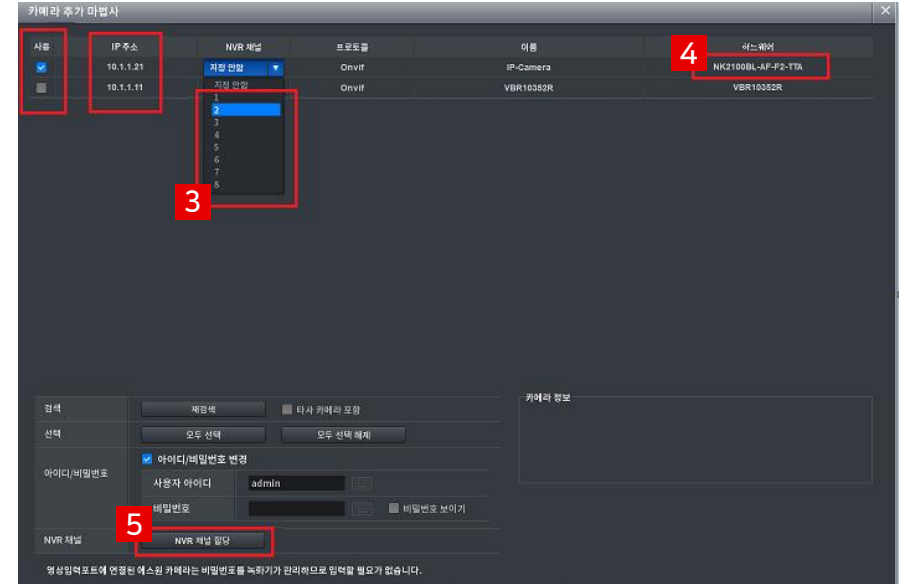 카메라 추가 마법사
사용 IP 주소 NVR 채널 프로토콜 이름 하드웨어
10.1.1.21 지정 안함 Onvif IP-Camera 4 NK2100BL-AF-F2-TTA
10.1.1.11 지정 안함 Onvif VBR10352R VBR10352R
1
2
3
4
5
6
7
8
3
카메라 정보
검색 재검색 타사 카메라 포함
선택 모두 선택 모두 선택 해제
아이디/비밀번호 아이디/비밀번호 변경
사용자 아이디 admin
비밀번호 비밀번호 보이기
5
NVR 채널 NVR 채널 할당
영상입력포트에 연결된 에스원 카메라는 비밀번호를 녹화기가 관리하므로 입력할 필요가 없습니다.